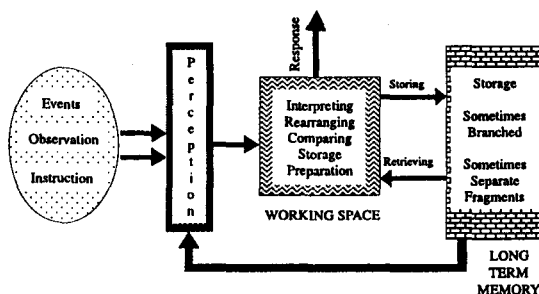 Events
Observation
Instruction
Perception
Response
Interpreting
Rearranging
Comparing
Storage
Preparation
WORKING SPACE
Storing
Retrieving
Storage
Sometimes
Branched
Sometimes
Separate
Fragments
LONG
TERM
MEMORY